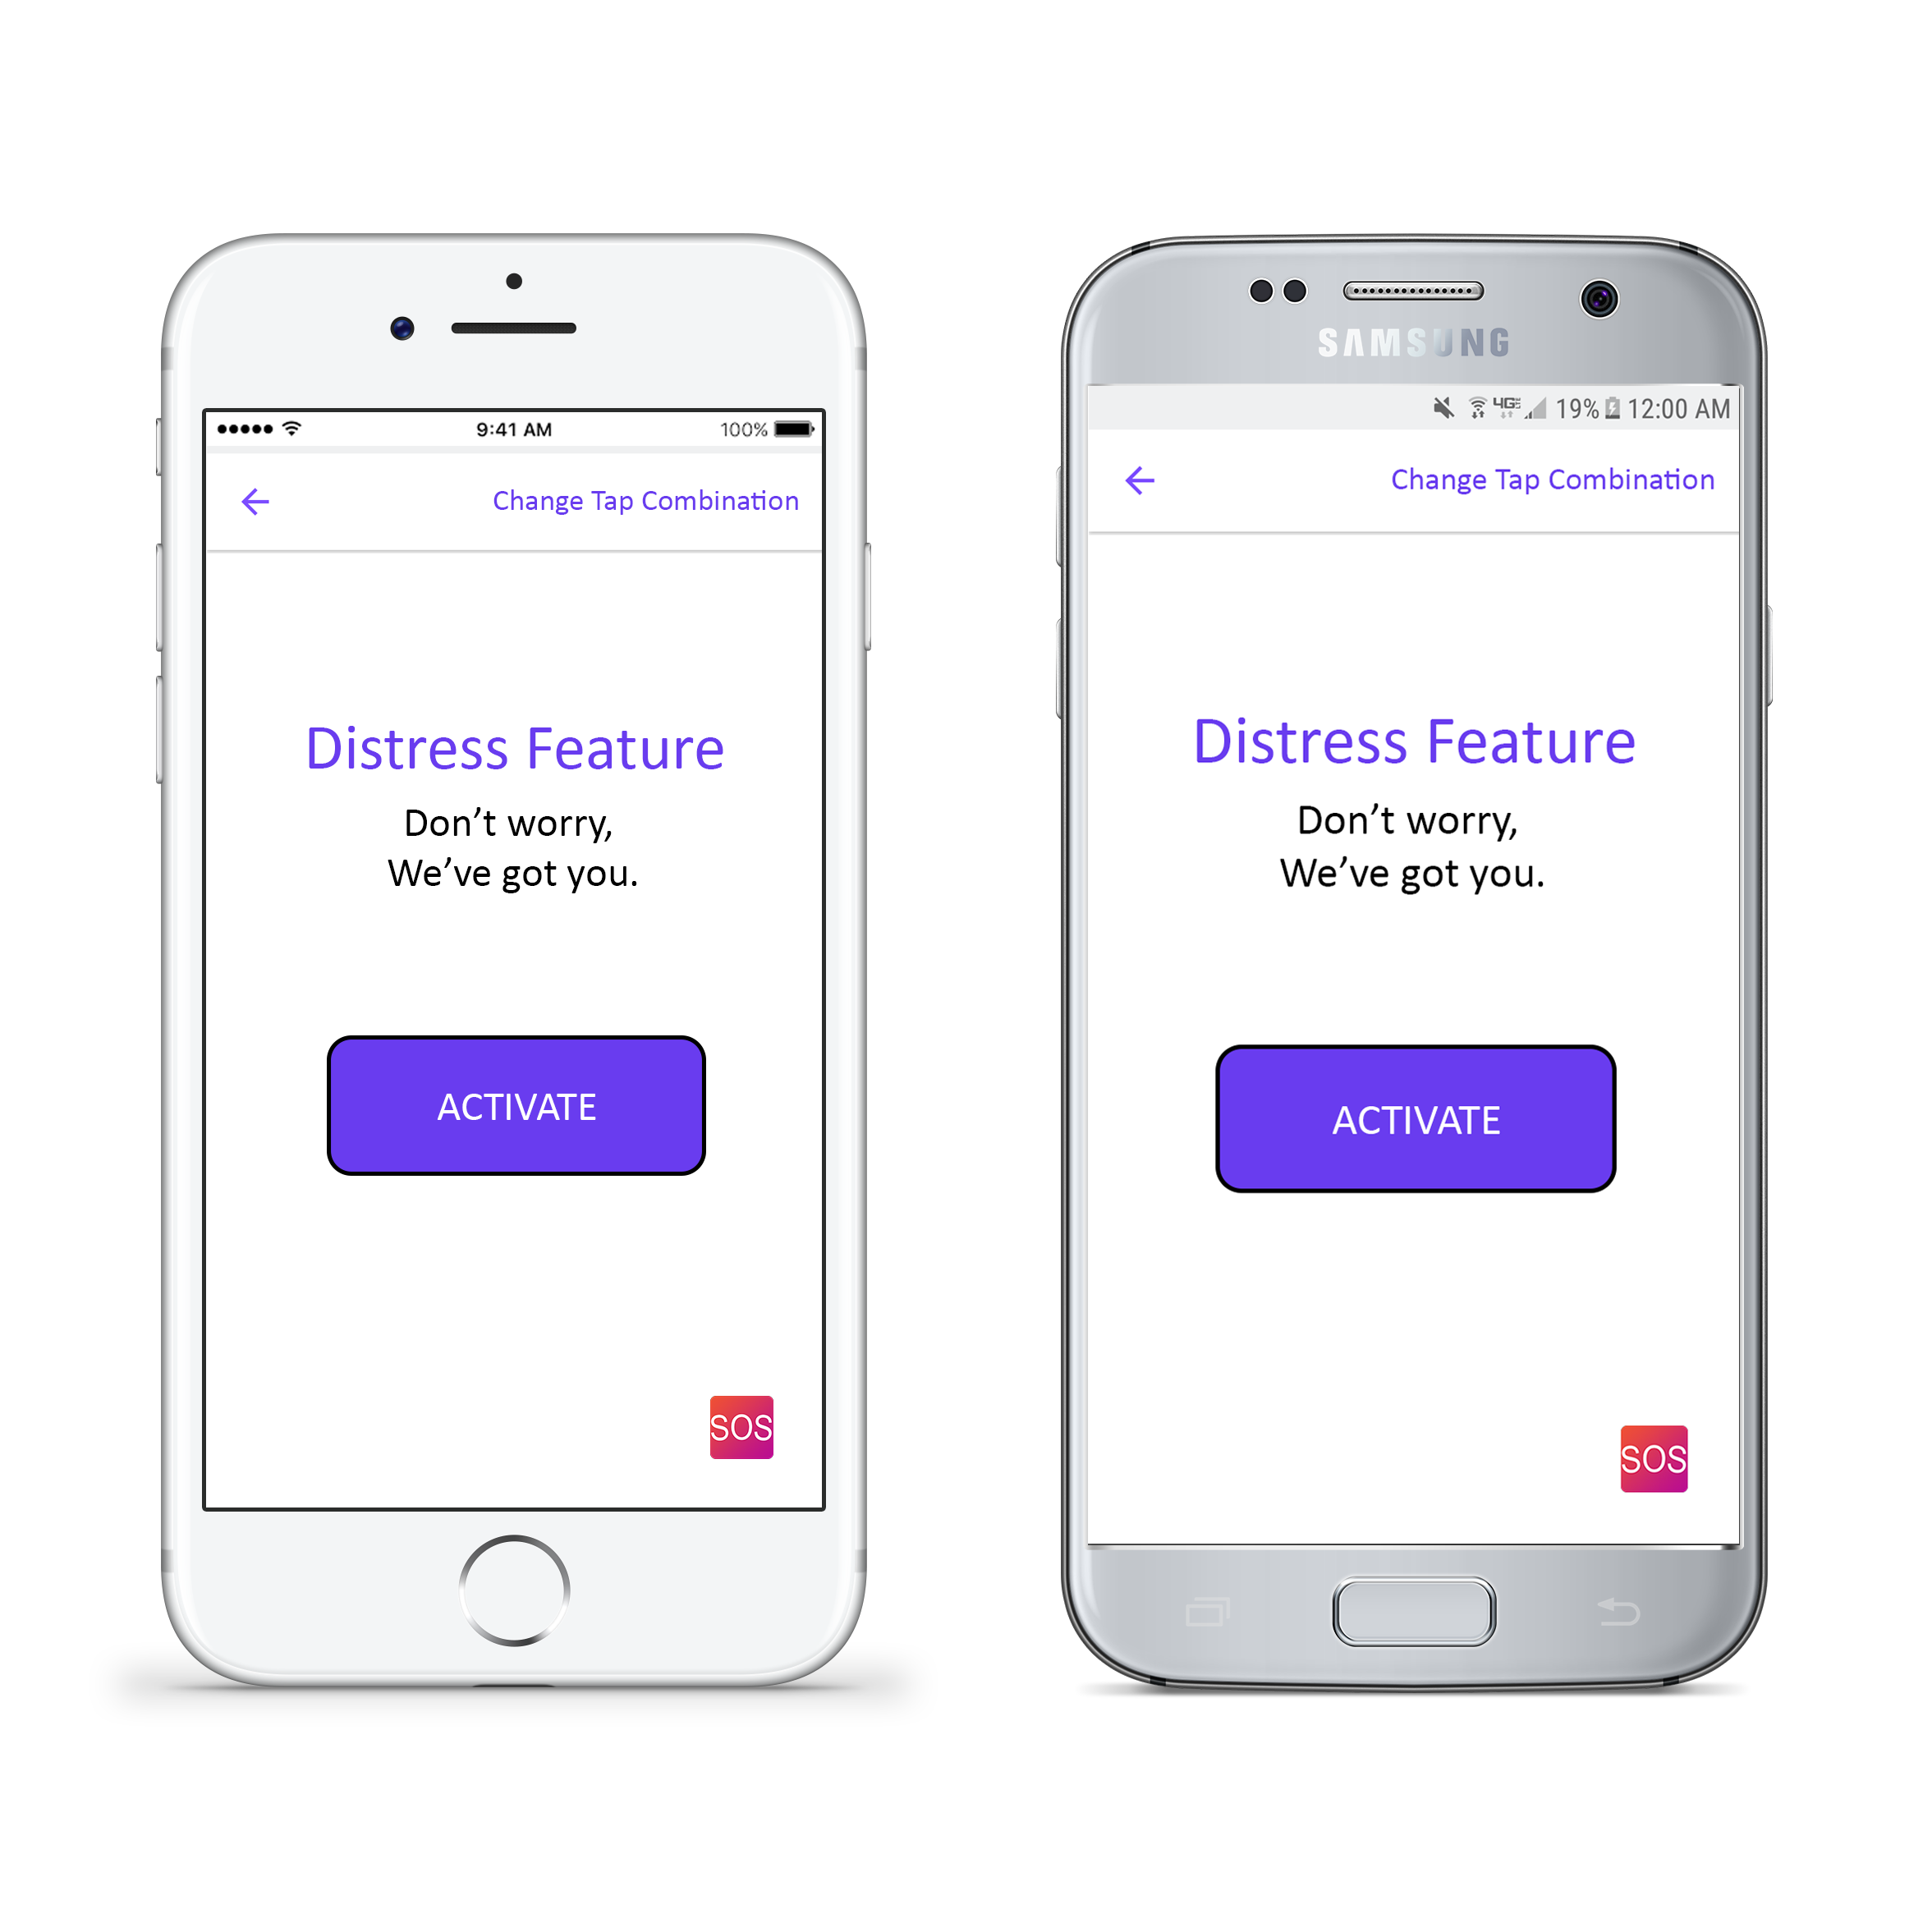 9:41 AM
100%
Change Tap Combination
Distress Feature
Don’t worry,
We’ve got you.
ACTIVATE
SOS
SAMSUNG
4G
19%
12:00 AM
Change Tap Combination
Distress Feature
Don’t worry,
We’ve got you.
ACTIVATE
SOS